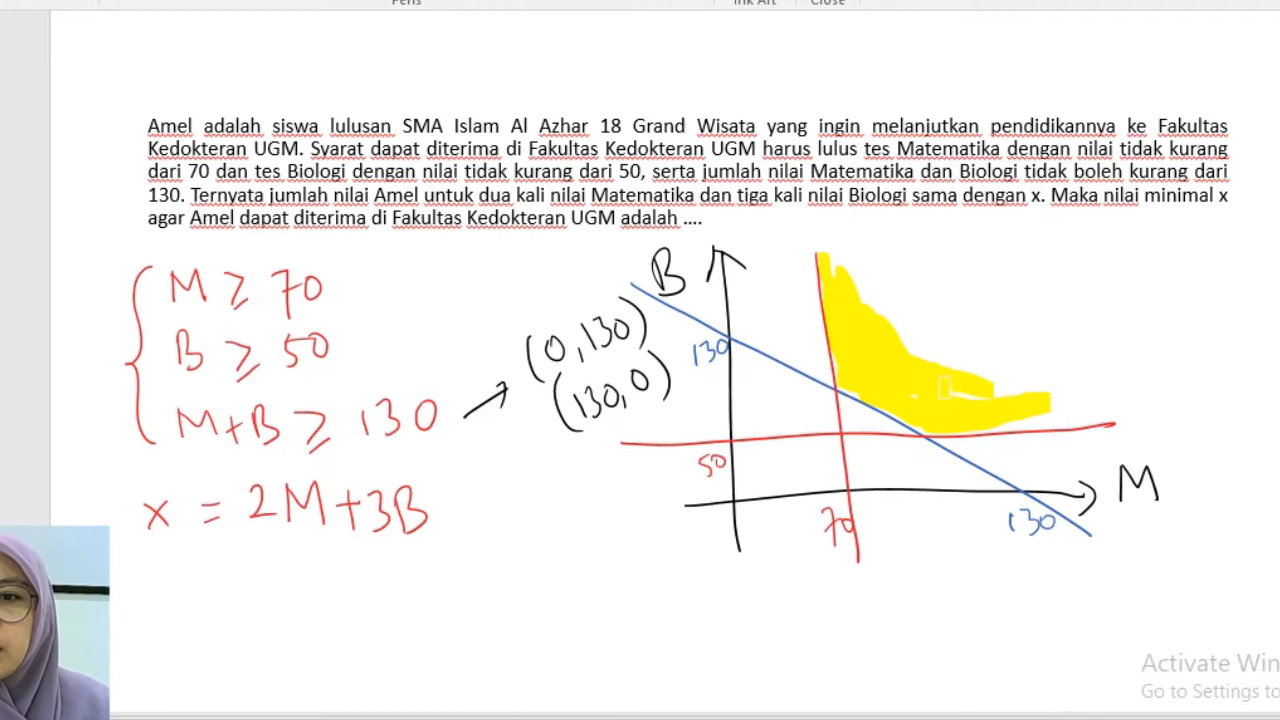 Pens Ink Art Close
Amel adalah siswa lulusan SMA Islam Al Azhar 18 Grand Wisata yang ingin melanjutkan pendidikannya ke Fakultas
Kedokteran UGM. Syarat dapat diterima di Fakultas Kedokteran UGM harus lulus tes Matematika dengan nilai tidak kurang
dari 70 dan tes Biologi dengan nilai tidak kurang dari 50, serta jumlah nilai Matematika dan Biologi tidak boleh kurang dari
130. Ternyata jumlah nilai Amel untuk dua kali nilai Matematika dan tiga kali nilai Biologi sama dengan x. Maka nilai minimal x
agar Amel dapat diterima di Fakultas Kedokteran UGM adalah ....
M ≥ 70
B ≥ 50
M+B ≥ 130
x = 2M+3B
(0,130)
(130,0)
B
130
50
70
130
M
Activate Win
Go to Settings to